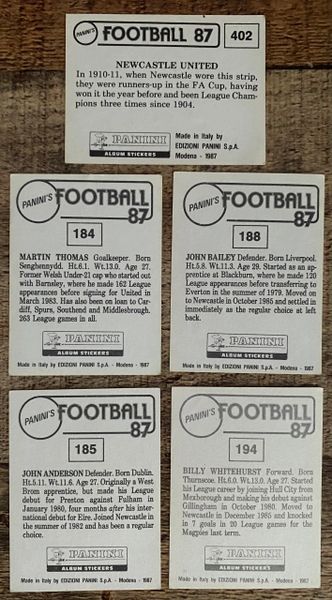 PANINI'S
FOOTBALL 87
402
NEWCASTLE UNITED
In 1910-11, when Newcastle wore this strip,
they were runners-up in the FA Cup, having
won it the year before and been League Cham-
pions three times since 1904.
PANINI
ALBUM STICKERS
Made in Italy by
EDIZIONI PANINI S.p.A.
Modena - 1987
PANINI'S
FOOTBALL
87
184
MARTIN THOMAS Goalkeeper. Born
Senghennydd. Ht.6.1. Wt.13.0. Age 27.
Former Welsh Under-21 cap who started out
with Barnsley, where he made 162
League appearances before signing for United in
March 1983. Has also been on loan to Car-
diff, Spurs, Southend and Middlesbrough.
263 League games in all.
PANINI
ALBUM STICKERS
Made in Italy by EDIZIONI PANINI S.p.A. - Modena - 1987
PANINI'S
FOOTBALL
87
188
JOHN BAILEY Defender. Born Liverpool.
Ht.5.8. Wt.11.3. Age 29. Started as an ap-
prentice at Blackburn, where he made 120
League appearances before transferring to
Everton in the summer of 1979. Moved on
to Newcastle in October 1985 and settled in
immediately as the regular choice at left
back.
PANINI
ALBUM STICKERS
Made in Italy by EDIZIONI PANINI S.p.A. - Modena - 1987
PANINI'S
FOOTBALL
87
185
JOHN ANDERSON Defender. Born Dublin.
Ht.5.11. Wt.11.6. Age 27. Originally a West
Brom apprentice, but made his League
debut for Preston against Fulham in
January 1980, four months after his inter-
national debut for Eire. Joined Newcastle in
the summer of 1982 and has been a regular
choice.
PANINI
ALBUM STICKERS
Made in Italy by EDIZIONI PANINI S.p.A. - Modena - 1987
PANINI'S
FOOTBALL
87
194
BILLY WHITEHURST Forward. Born
Thurnscoe. Ht.6.0. Wt.13.0. Age 27. Started
his League career by joining Hull City from
Mexborough and making his debut against
Gillingham in October 1980. Moved to
Newcastle in December 1985 and knocked
in 7 goals in 20 League games for the
Magpies last term.
PANINI
ALBUM STICKERS
Made in Italy by EDIZIONI PANINI S.p.A. - Modena - 1987